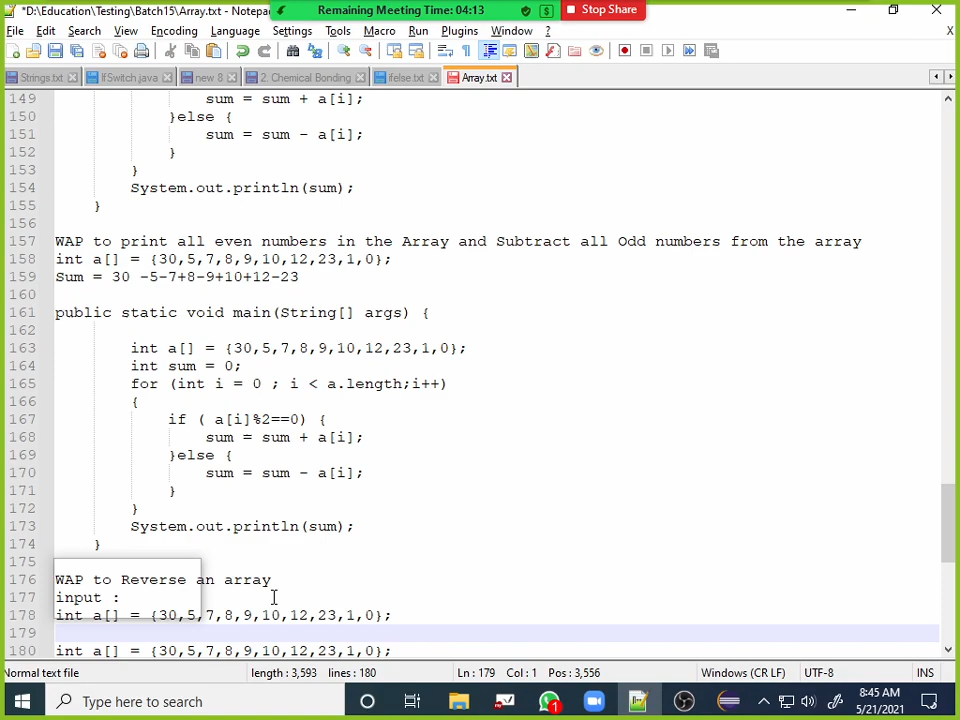 *D:\Education\Testing\Batch15\Array.txt - Notepa
Remaining Meeting Time: 04:13
Stop Share
File Edit Search View Encoding Language Settings Tools Macro Run Plugins Window ? X
Strings.txt IfSwitch.java new 8 2. Chemical Bonding ifelse.txt Array.txt
149 sum = sum + a[i];
150 }else {
151 sum = sum - a[i];
152 }
153 }
154 System.out.println(sum);
155 }
156
157 WAP to print all even numbers in the Array and Subtract all Odd numbers from the array
158 int a[] = {30,5,7,8,9,10,12,23,1,0};
159 Sum = 30 -5-7+8-9+10+12-23
160
161 public static void main(String[] args) {
162
163 int a[] = {30,5,7,8,9,10,12,23,1,0};
164 int sum = 0;
165 for (int i = 0 ; i < a.length;i++)
166 {
167 if ( a[i]%2==0) {
168 sum = sum + a[i];
169 }else {
170 sum = sum - a[i];
171 }
172 }
173 System.out.println(sum);
174 }
175
176 WAP to Reverse an array
177 input :
178 int a[] = {30,5,7,8,9,10,12,23,1,0};
179
180 int a[] = {30,5,7,8,9,10,12,23,1,0};
Normal text file length : 3,593 lines : 180 Ln : 179 Col : 1 Pos : 3,556 Windows (CR LF) UTF-8 INS
Type here to search
1
8:45 AM
5/21/2021